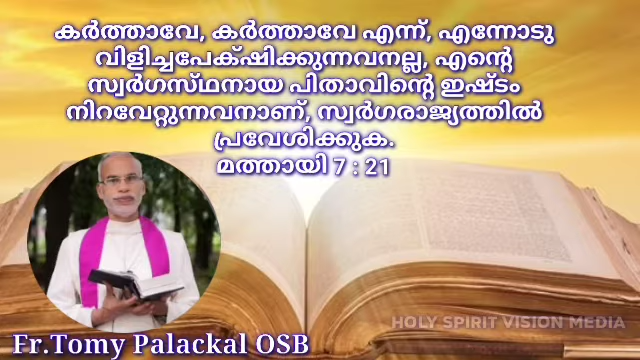 കർത്താവേ, കർത്താവേ എന്ന്, എന്നോടു
വിളിച്ചപേക്ഷിക്കുന്നവനല്ല, എന്റെ
സ്വർഗസ്ഥനായ പിതാവിന്റെ ഇഷ്ടം
നിറവേറ്റുന്നവനാണ്, സ്വർഗരാജ്യത്തിൽ
പ്രവേശിക്കുക.
മത്തായി 7 : 21
HOLY SPIRIT VISION MEDIA
Fr.Tomy Palackal OSB